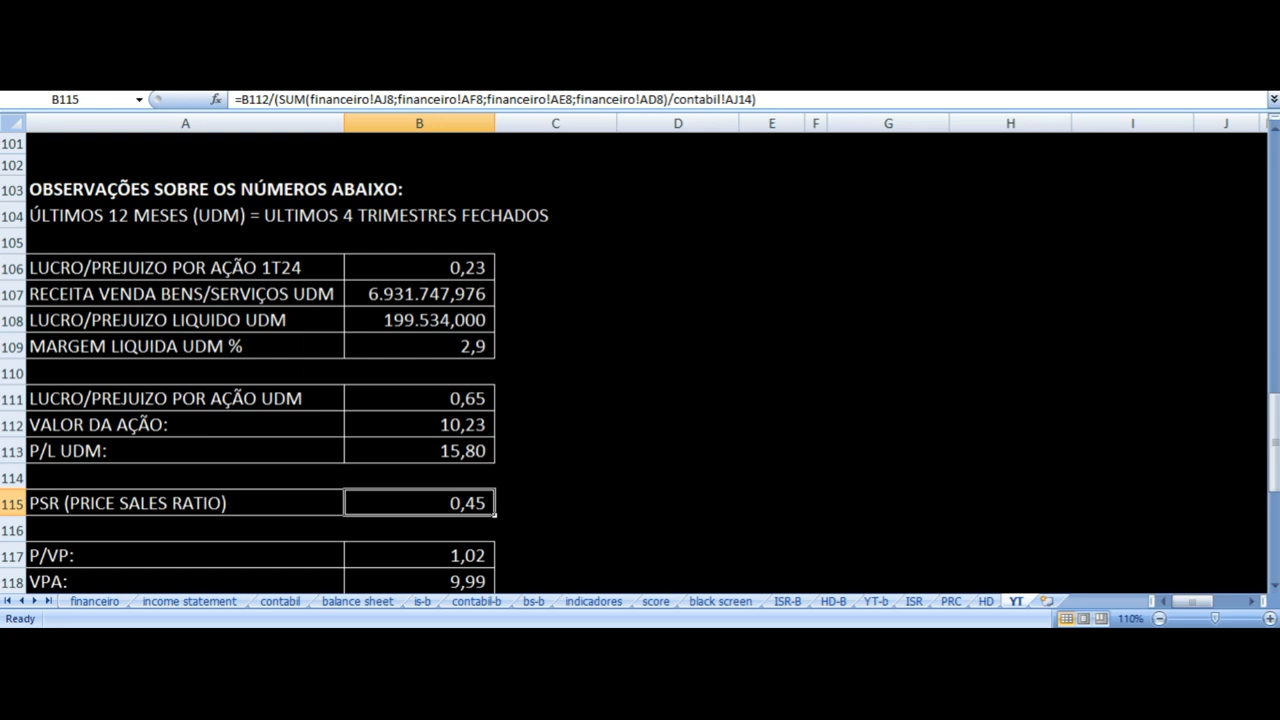 B115
fx
=B112/(SUM(financeiro!AJ8;financeiro!AF8;financeiro!AE8;financeiro!AD8)/contabil!AJ14)
A B C D E F G H I J
101
102
103 OBSERVAÇÕES SOBRE OS NÚMEROS ABAIXO:
104 ÚLTIMOS 12 MESES (UDM) = ULTIMOS 4 TRIMESTRES FECHADOS
105
106 LUCRO/PREJUIZO POR AÇÃO 1T24 0,23
107 RECEITA VENDA BENS/SERVIÇOS UDM 6.931.747,976
108 LUCRO/PREJUIZO LIQUIDO UDM 199.534,000
109 MARGEM LIQUIDA UDM % 2,9
110
111 LUCRO/PREJUIZO POR AÇÃO UDM 0,65
112 VALOR DA AÇÃO: 10,23
113 P/L UDM: 15,80
114
115 PSR (PRICE SALES RATIO) 0,45
116
117 P/VP: 1,02
118 VPA: 9,99
financeiro income statement contabil balance sheet is-b contabil-b bs-b indicadores score black screen ISR-B HD-B YT-b ISR PRC HD YT
Ready 110%